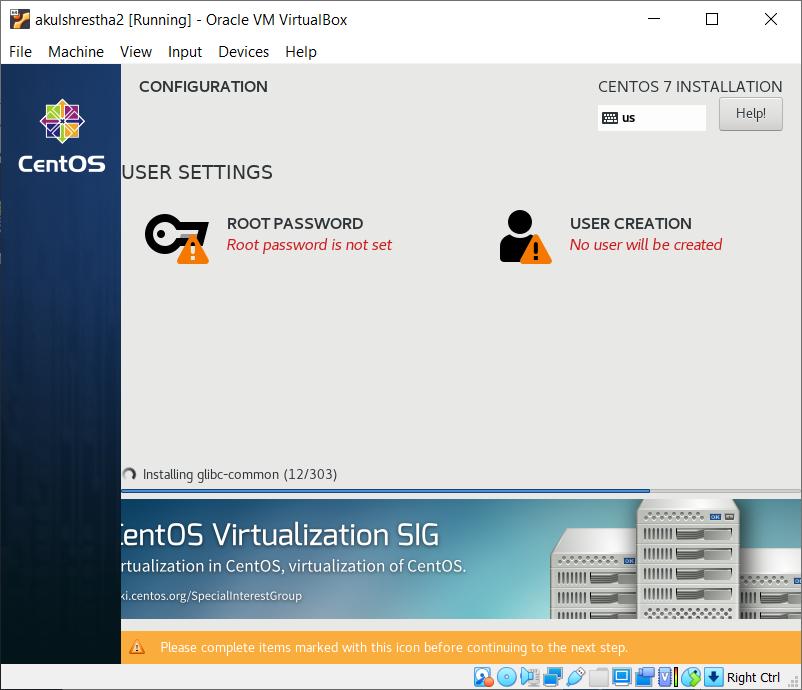 akulshrestha2 [Running] - Oracle VM VirtualBox
File Machine View Input Devices Help
CONFIGURATION
CENTOS 7 INSTALLATION
us
Help!
CentOS
USER SETTINGS
ROOT PASSWORD
Root password is not set
USER CREATION
No user will be created
Installing glibc-common (12/303)
CentOS Virtualization SIG
rtualization in CentOS, virtualization of CentOS.
ki.centos.org/SpecialInterestGroup
Please complete items marked with this icon before continuing to the next step.
Right Ctrl